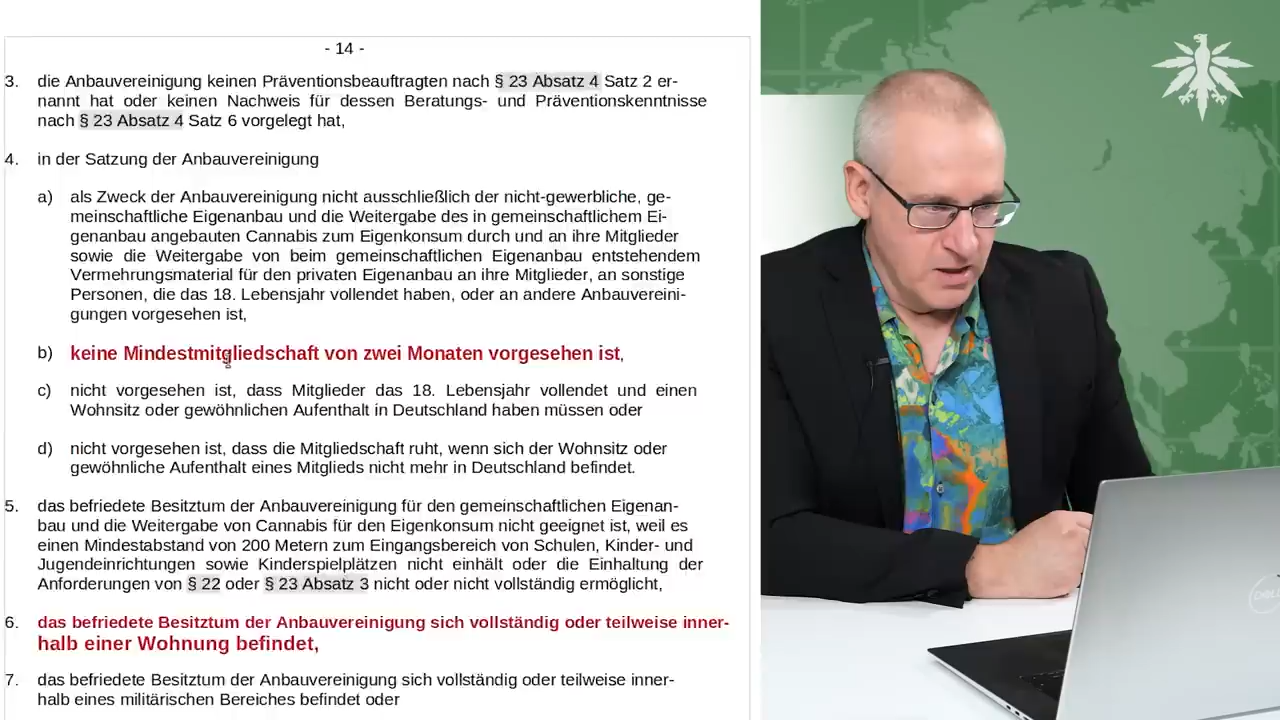 - 14 -
3. die Anbauvereinigung keinen Präventionsbeauftragten nach § 23 Absatz 4 Satz 2 er-
nannt hat oder keinen Nachweis für dessen Beratungs- und Präventionskenntnisse
nach § 23 Absatz 4 Satz 6 vorgelegt hat,
4. in der Satzung der Anbauvereinigung
a) als Zweck der Anbauvereinigung nicht ausschließlich der nicht-gewerbliche, ge-
meinschaftliche Eigenanbau und die Weitergabe des in gemeinschaftlichem Ei-
genanbau angebauten Cannabis zum Eigenkonsum durch und an ihre Mitglieder
sowie die Weitergabe von beim gemeinschaftlichen Eigenanbau entstehendem
Vermehrungsmaterial für den privaten Eigenanbau an ihre Mitglieder, an sonstige
Personen, die das 18. Lebensjahr vollendet haben, oder an andere Anbauvereini-
gungen vorgesehen ist,
b) keine Mindestmitgliedschaft von zwei Monaten vorgesehen ist,
c) nicht vorgesehen ist, dass Mitglieder das 18. Lebensjahr vollendet und einen
Wohnsitz oder gewöhnlichen Aufenthalt in Deutschland haben müssen oder
d) nicht vorgesehen ist, dass die Mitgliedschaft ruht, wenn sich der Wohnsitz oder
gewöhnliche Aufenthalt eines Mitglieds nicht mehr in Deutschland befindet.
5. das befriedete Besitztum der Anbauvereinigung für den gemeinschaftlichen Eigenan-
bau und die Weitergabe von Cannabis für den Eigenkonsum nicht geeignet ist, weil es
einen Mindestabstand von 200 Metern zum Eingangsbereich von Schulen, Kinder- und
Jugendeinrichtungen sowie Kinderspielplätzen nicht einhält oder die Einhaltung der
Anforderungen von § 22 oder § 23 Absatz 3 nicht oder nicht vollständig ermöglicht,
6. das befriedete Besitztum der Anbauvereinigung sich vollständig oder teilweise inner-
halb einer Wohnung befindet,
7. das befriedete Besitztum der Anbauvereinigung sich vollständig oder teilweise inner-
halb eines militärischen Bereiches befindet oder
DELL